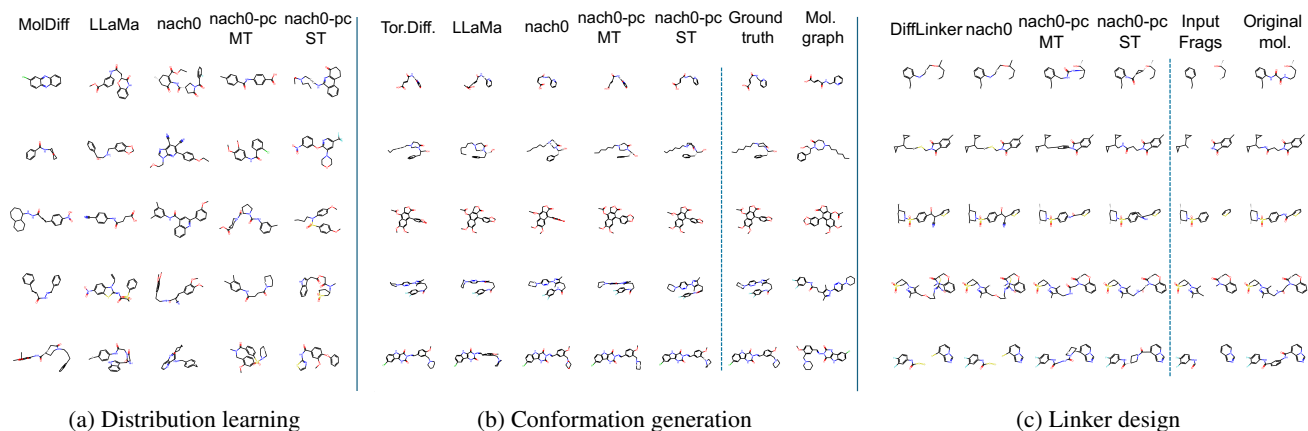 MolDiff LLaMa nach0 nach0-pc MT nach0-pc ST
Tor.Diff. LLaMa nach0 nach0-pc MT nach0-pc ST Ground truth Mol. graph
DiffLinker nach0 nach0-pc MT nach0-pc ST Input Frags Original mol.
(a) Distribution learning
(b) Conformation generation
(c) Linker design